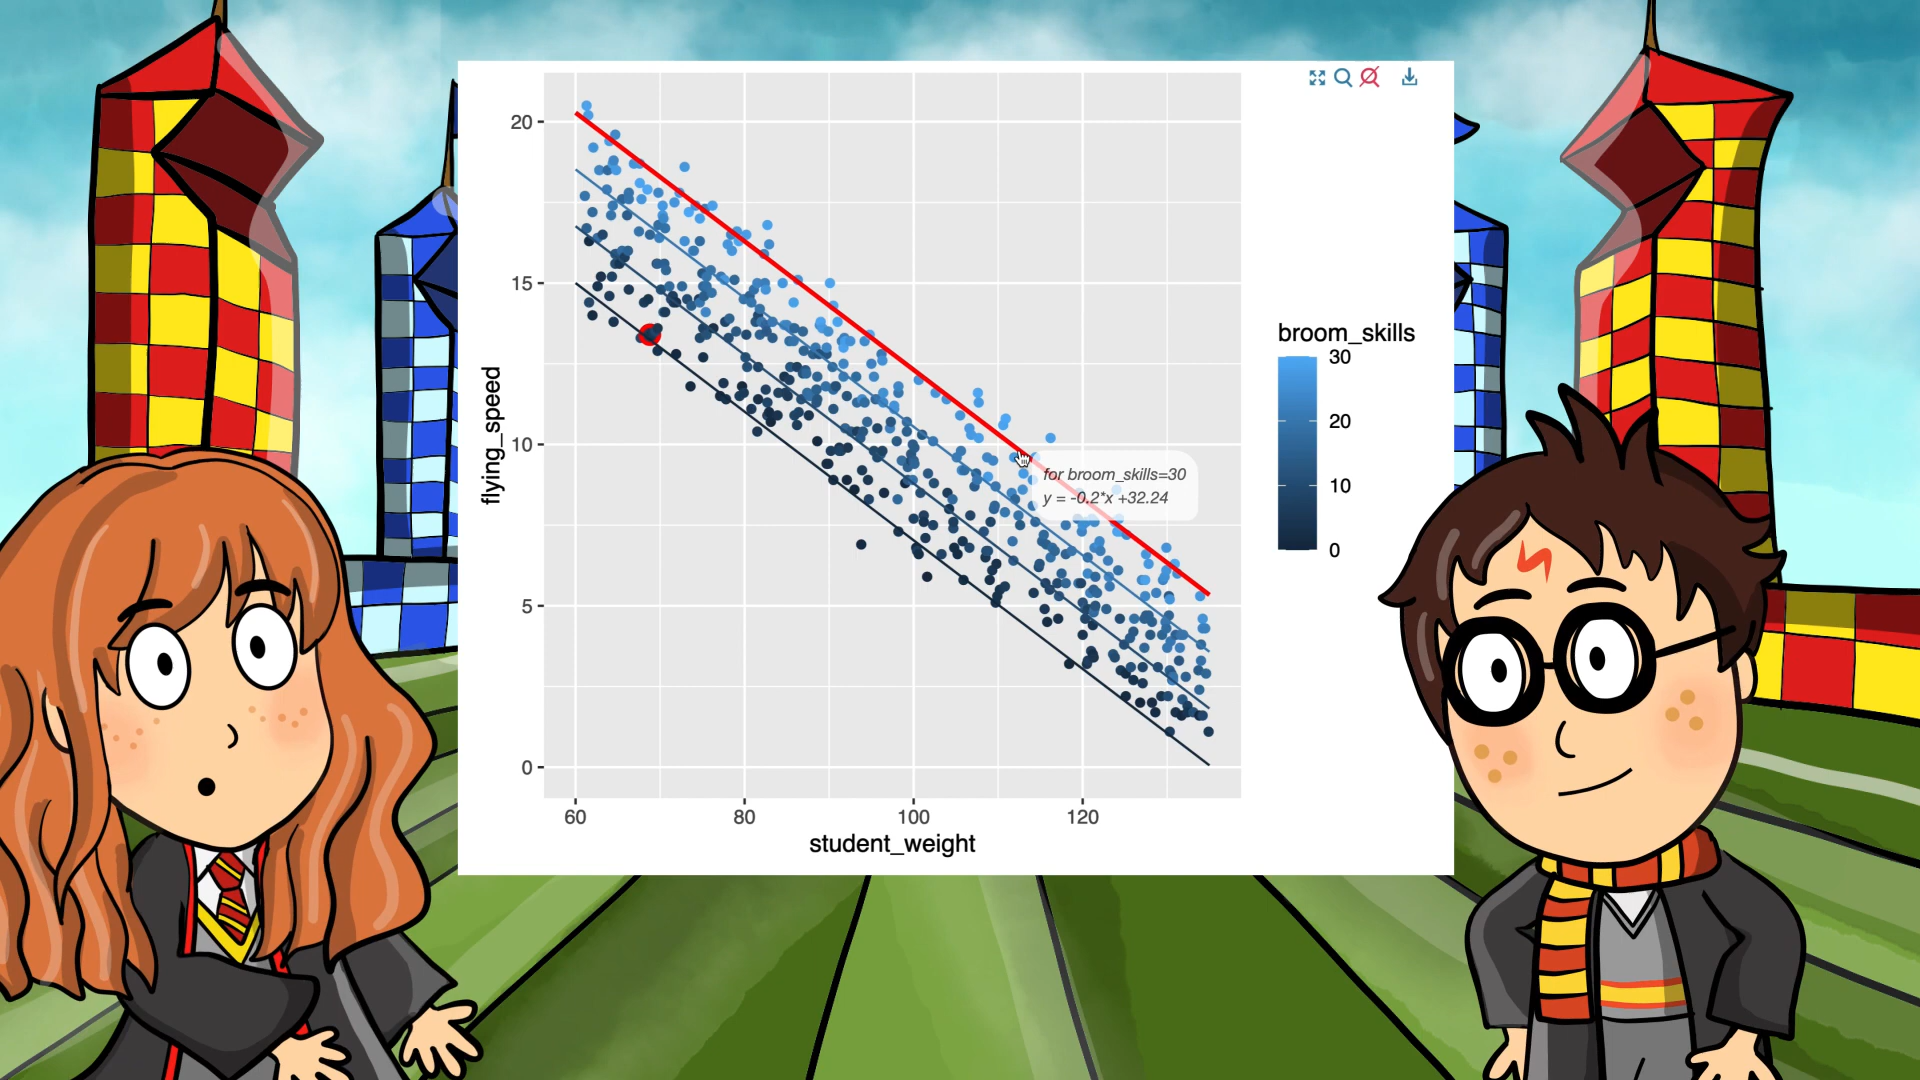 20
15
10
5
0
flying_speed
60 80 100 120
student_weight
for broom_skills=30
y = -0.2*x +32.24
broom_skills
30
20
10
0